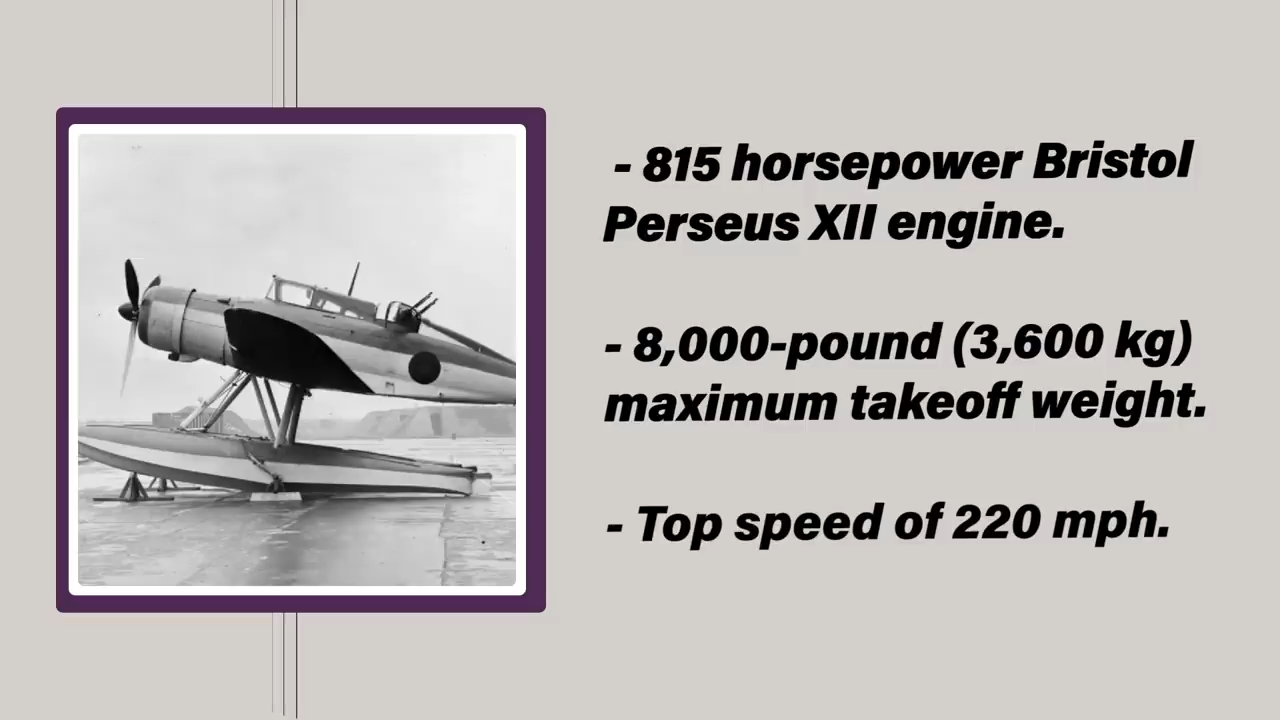 - 815 horsepower Bristol
Perseus XII engine.
- 8,000-pound (3,600 kg)
maximum takeoff weight.
- Top speed of 220 mph.